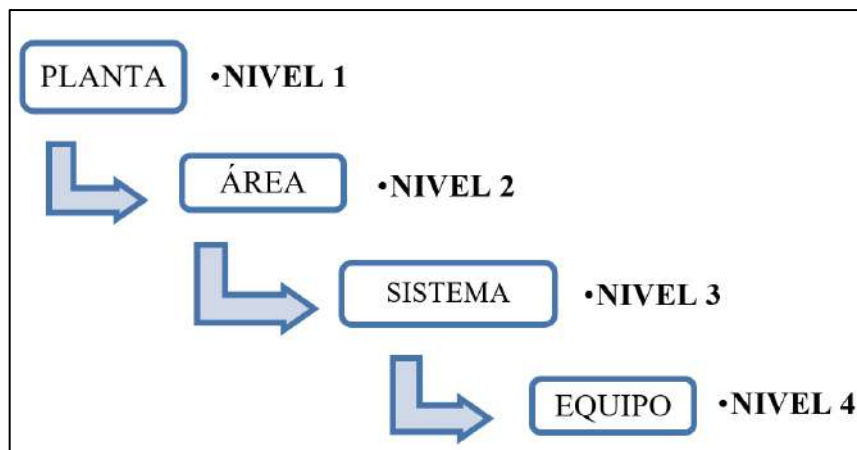 PLANTA •NIVEL 1
ÁREA •NIVEL 2
SISTEMA •NIVEL 3
EQUIPO •NIVEL 4